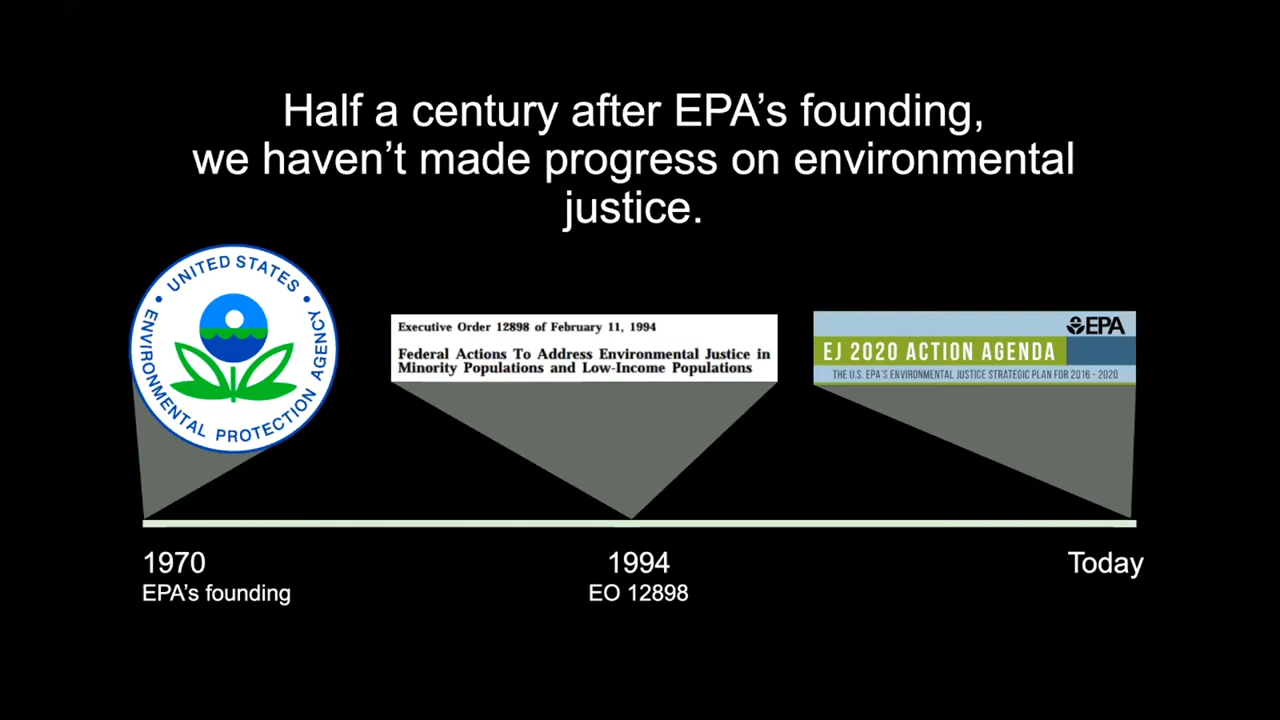 Half a century after EPA's founding,
we haven't made progress on environmental
justice.
UNITED STATES
ENVIRONMENTAL PROTECTION AGENCY
Executive Order 12898 of February 11, 1994
Federal Actions To Address Environmental Justice in
Minority Populations and Low-Income Populations
EPA
EJ 2020 ACTION AGENDA
THE U.S. EPA'S ENVIRONMENTAL JUSTICE STRATEGIC PLAN FOR 2016 - 2020
1970
EPA's founding
1994
EO 12898
Today